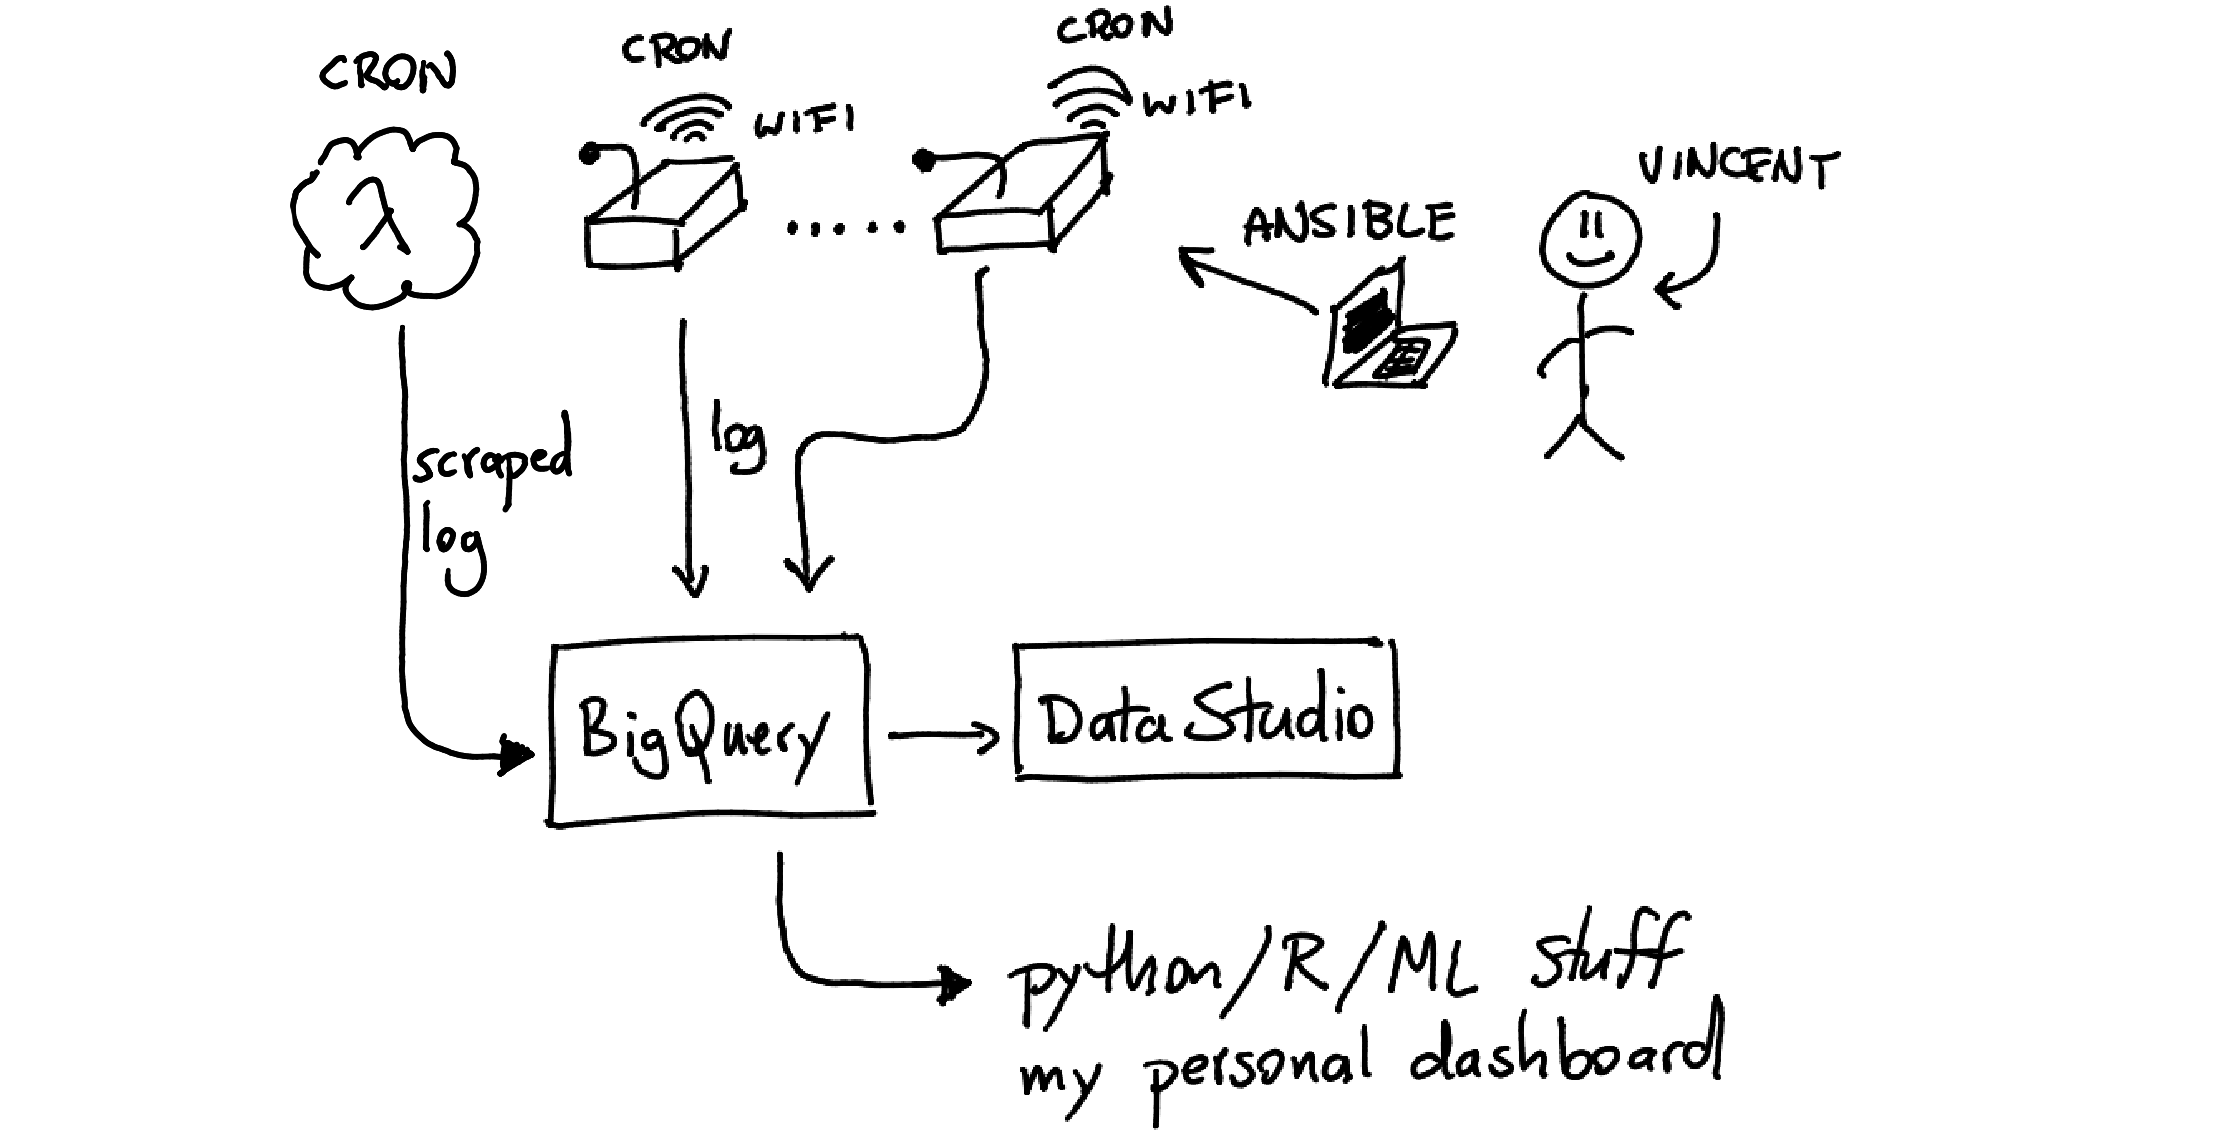 CRON
CRON
CRON
WIFI
WIFI
VINCENT
ANSIBLE
λ
scraped
log
log
BigQuery
Data Studio
python/R/ML stuff
my personal dashboard